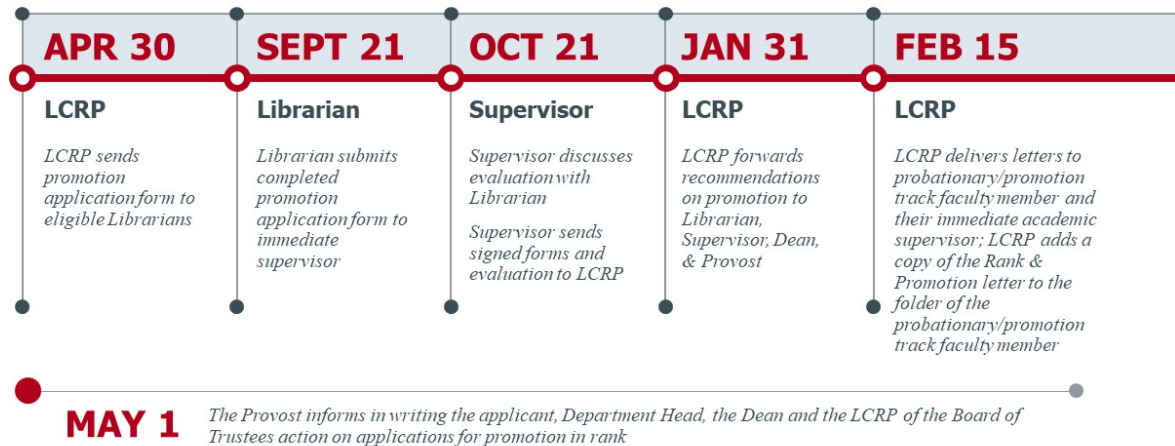 APR 30
LCRP
LCRP sends
promotion
application form to
eligible Librarians
SEPT 21
Librarian
Librarian submits
completed
promotion
application form to
immediate
supervisor
OCT 21
Supervisor
Supervisor discusses
evaluation with
Librarian
Supervisor sends
signed forms and
evaluation to LCRP
JAN 31
LCRP
LCRP forwards
recommendations
on promotion to
Librarian,
Supervisor, Dean,
& Provost
FEB 15
LCRP
LCRP delivers letters to
probationary/promotion
track faculty member and
their immediate academic
supervisor; LCRP adds a
copy of the Rank &
Promotion letter to the
folder of the
probationary/promotion
track faculty member
MAY 1
The Provost informs in writing the applicant, Department Head, the Dean and the LCRP of the Board of
Trustees action on applications for promotion in rank